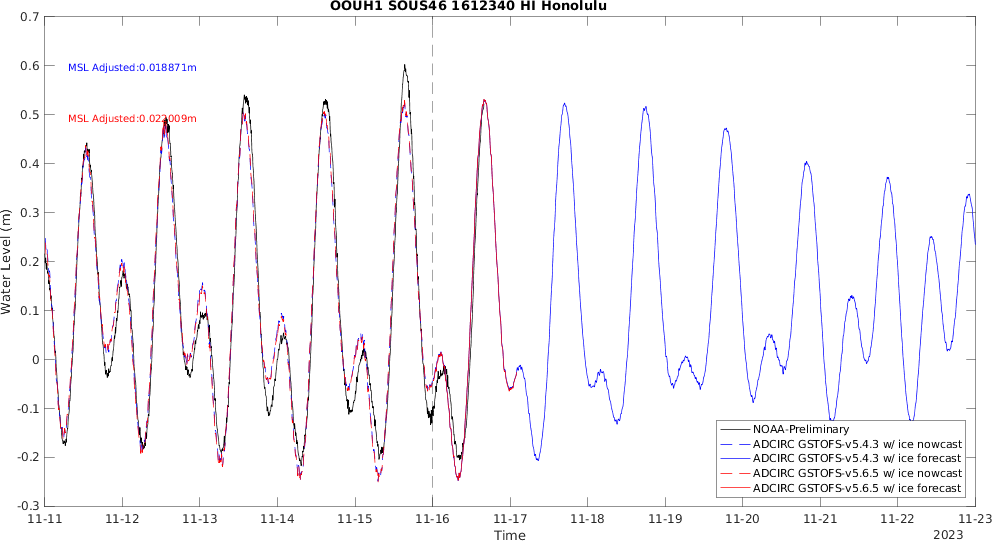 OOUH1 SOUS46 1612340 HI Honolulu
0.7
0.6
0.5
0.4
0.3
0.2
0.1
0
-0.1
-0.2
-0.3
Water Level (m)
MSL Adjusted:0.018871m
MSL Adjusted:0.022009m
NOAA-Preliminary
ADCIRC GSTOFS-v5.4.3 w/ ice nowcast
ADCIRC GSTOFS-v5.4.3 w/ ice forecast
ADCIRC GSTOFS-v5.6.5 w/ ice nowcast
ADCIRC GSTOFS-v5.6.5 w/ ice forecast
11-11 11-12 11-13 11-14 11-15 11-16 11-17 11-18 11-19 11-20 11-21 11-22 11-23
Time
2023